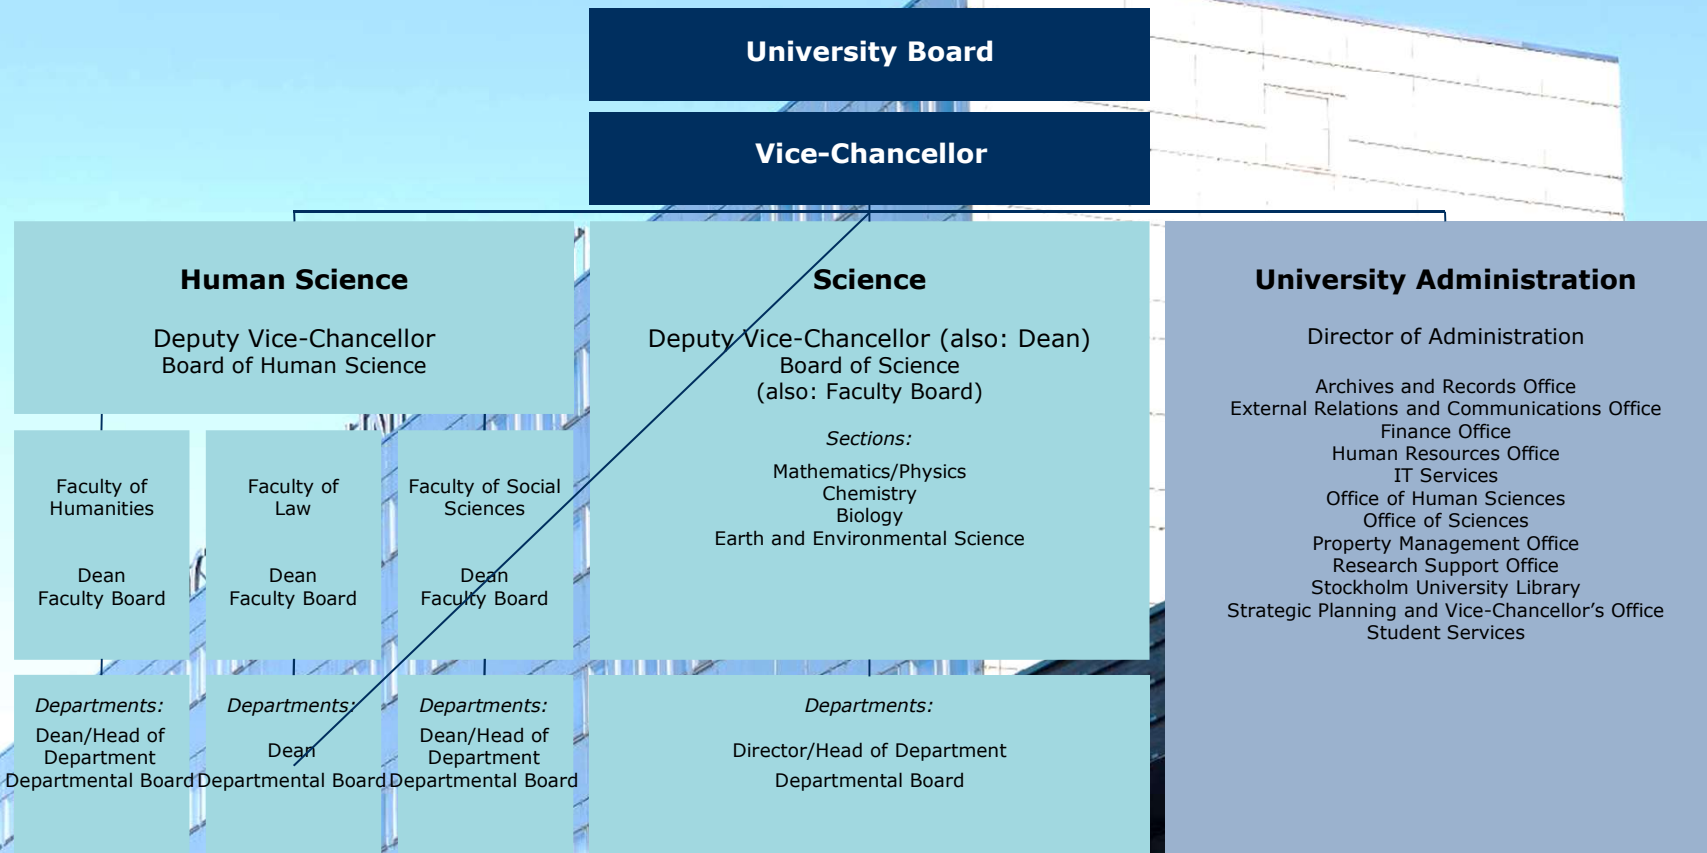 University Board
Vice-Chancellor
Human Science
Deputy Vice-Chancellor
Board of Human Science
Faculty of
Humanities
Dean
Faculty Board
Faculty of
Law
Dean
Faculty Board
Faculty of Social
Sciences
Dean
Faculty Board
Departments:
Dean/Head of
Department
Departmental Board
Departments:
Dean
Departmental Board
Departments:
Dean/Head of
Department
Departmental Board
Science
Deputy Vice-Chancellor (also: Dean)
Board of Science
(also: Faculty Board)
Sections:
Mathematics/Physics
Chemistry
Biology
Earth and Environmental Science
Departments:
Director/Head of Department
Departmental Board
University Administration
Director of Administration
Archives and Records Office
External Relations and Communications Office
Finance Office
Human Resources Office
IT Services
Office of Human Sciences
Office of Sciences
Property Management Office
Research Support Office
Stockholm University Library
Strategic Planning and Vice-Chancellor’s Office
Student Services